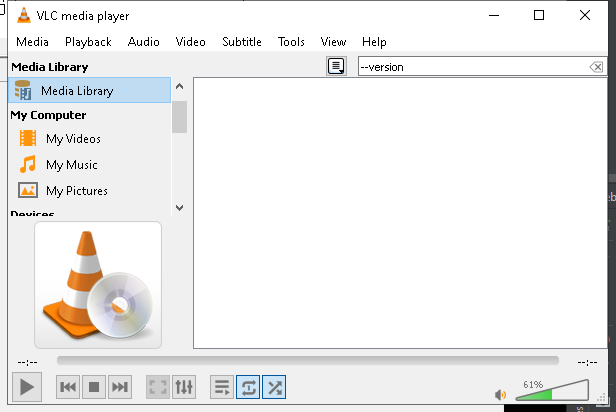 VLC media player
Media Playback Audio Video Subtitle Tools View Help
Media Library
--version
Media Library
My Computer
My Videos
My Music
My Pictures
Devices
--:-- --:--
61%